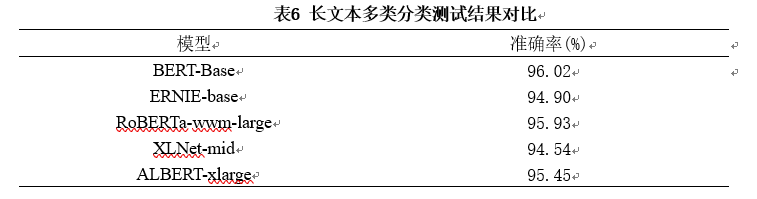 表6 长文本多类分类测试结果对比
模型 准确率(%)
BERT-Base 96.02
ERNIE-base 94.90
RoBERTa-wwm-large 95.93
XLNet-mid 94.54
ALBERT-xlarge 95.45